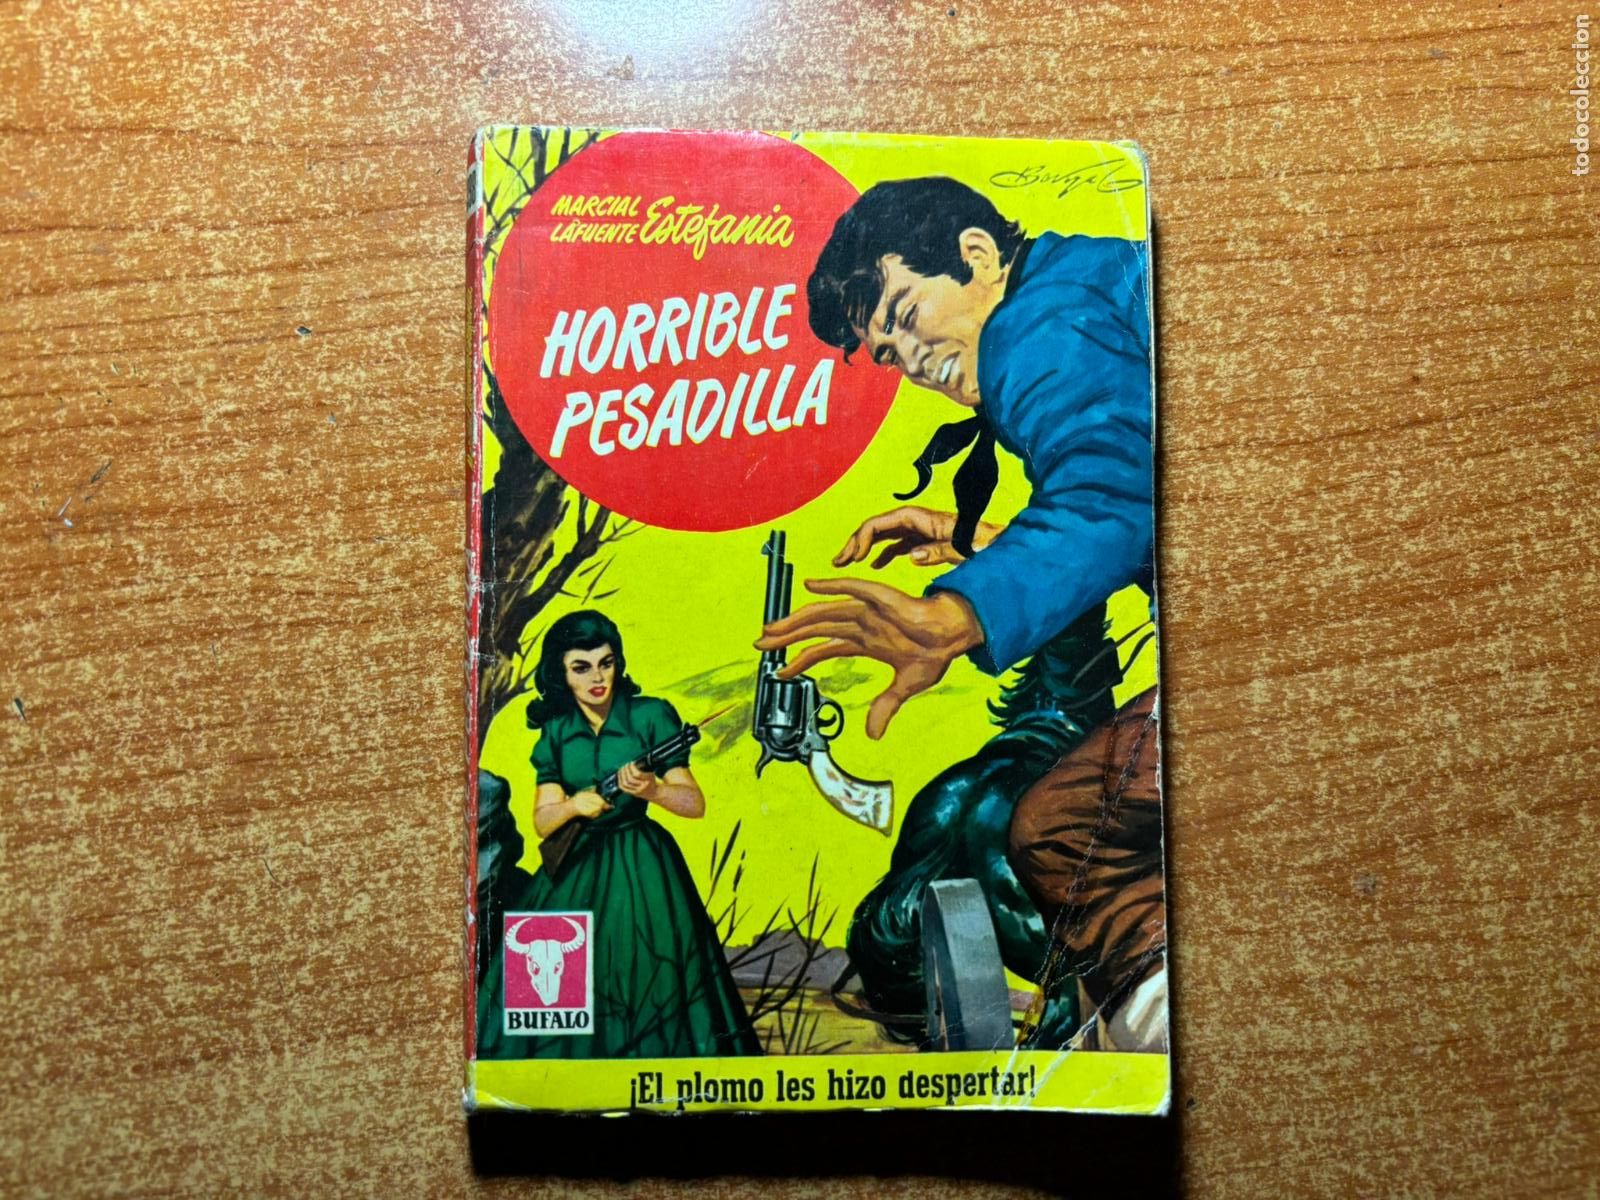 MARCIAL
LAFUENTE Estefania
HORRIBLE
PESADILLA
BUFALO
¡El plomo les hizo despertar!
todocoleccion